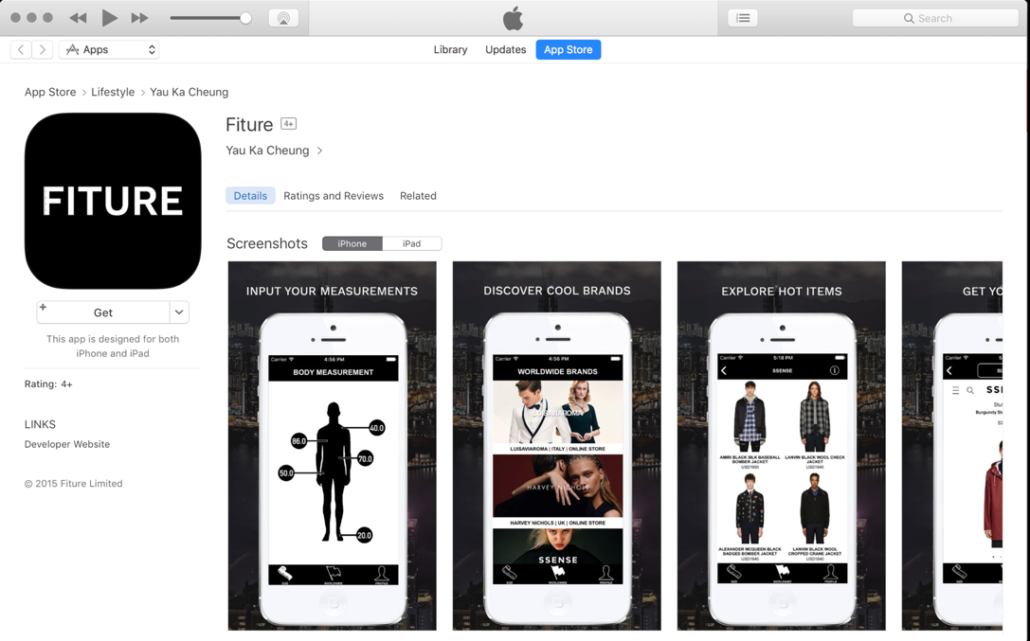 Search
Apps
Library
Updates
App Store
App Store > Lifestyle > Yau Ka Cheung
FITURE
Fiture 4+
Yau Ka Cheung >
Details
Ratings and Reviews
Related
Get
This app is designed for both
iPhone and iPad
Rating: 4+
LINKS
Developer Website
© 2015 Fiture Limited
Screenshots
iPhone
iPad
INPUT YOUR MEASUREMENTS
Carrier 4:56 PM
BODY MEASUREMENT
40.0
86.0
70.0
50.0
20.0
DISCOVER COOL BRANDS
Carrier 4:56 PM
WORLDWIDE BRANDS
LUISAVIAROMA
LUISAVIAROMA | ITALY | ONLINE STORE
HARVEY NICHOLS
HARVEY NICHOLS | UK | ONLINE STORE
SSENSE
EXPLORE HOT ITEMS
Carrier 5:18 PM
SSENSE
AMIRI BLACK SILK BASEBALL
BOMBER JACKET
LANVIN BLACK WOOL CHECK
JACKET
ALEXANDER MCQUEEN BLACK
BADGES BOMBER JACKET
LANVIN BLACK WOOL
CROPPED CRANE JACKET
GET YO
Carrier
SS